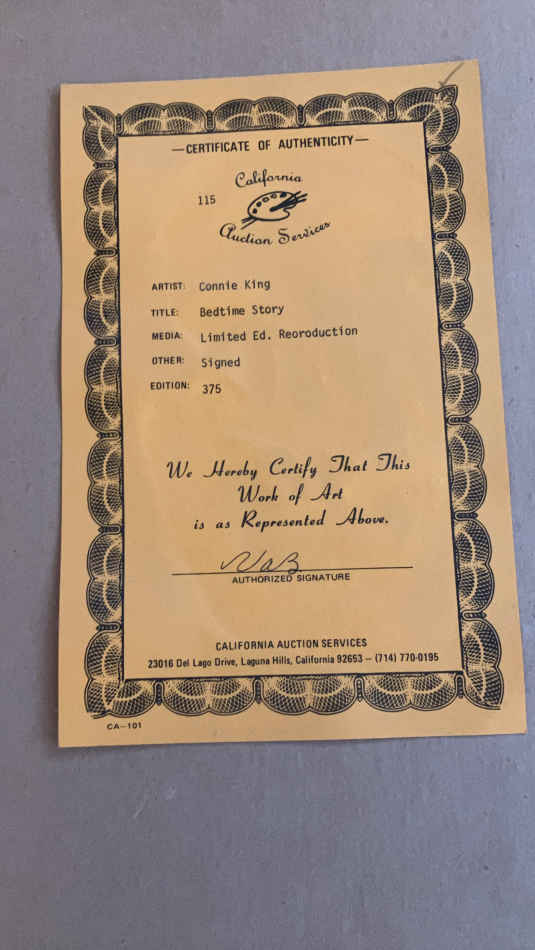 —CERTIFICATE OF AUTHENTICITY—
California
115
Auction Services
ARTIST: Connie King
TITLE: Bedtime Story
MEDIA: Limited Ed. Reoroduction
OTHER: Signed
EDITION: 375
We Hereby Certify That This
Work of Art
is as Represented Above.
AUTHORIZED SIGNATURE
CALIFORNIA AUCTION SERVICES
23016 Del Lago Drive, Laguna Hills, California 92653 — (714) 770-0195
CA-101